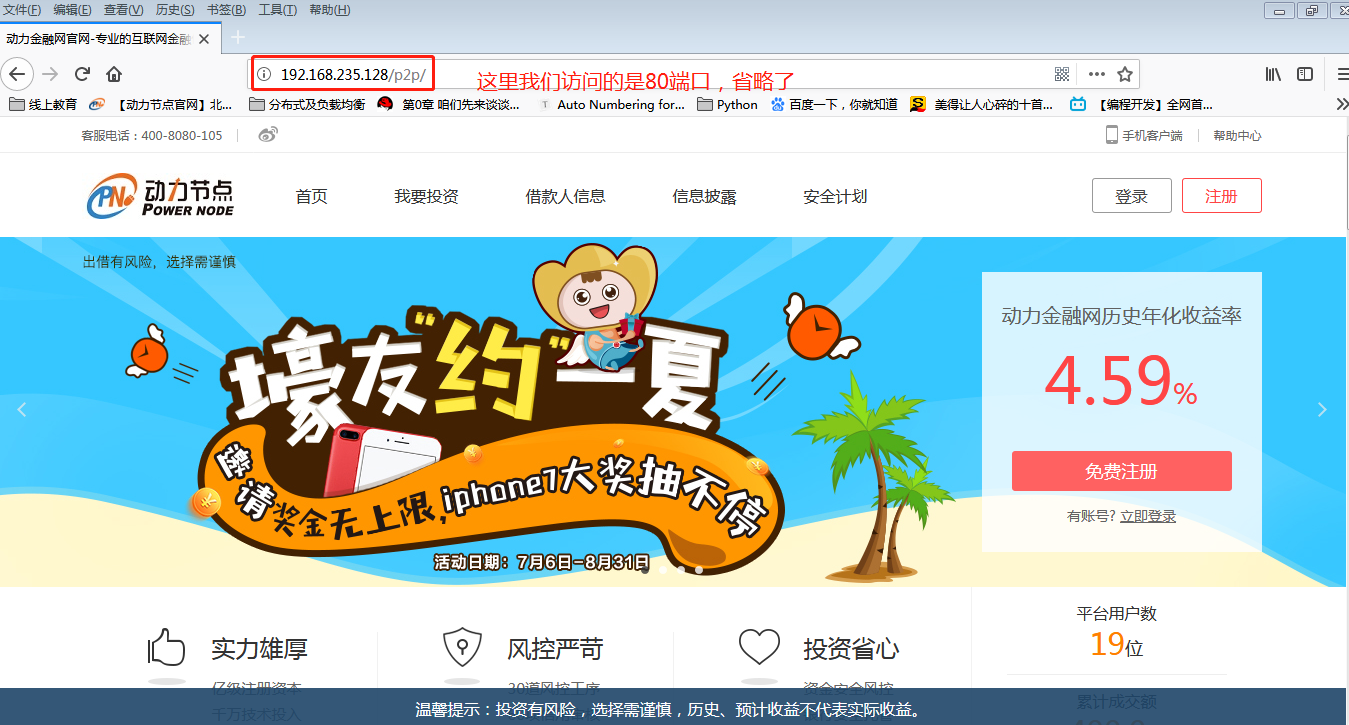 文件(F) 编辑(E) 查看(V) 历史(S) 书签(B) 工具(T) 帮助(H)
动力金融网官网-专业的互联网金融
192.168.235.128/p2p/
这里我们访问的是80端口，省略了
线上教育 【动力节点官网】北... 分布式及负载均衡 第0章 咱们先来谈谈... Auto Numbering for... Python 百度一下，你就知道 美得让人心碎的十首... 【编程开发】全网首...
客服电话：400-8080-105 手机客户端 帮助中心
动力节点
POWER NODE
首页 我要投资 借款人信息 信息披露 安全计划 登录 注册
出借有风险，选择需谨慎
壕友“约”一夏
邀请奖金无上限,iphone7大奖抽不停
活动日期：7月6日-8月31日
动力金融网历史年化收益率
4.59%
免费注册
有账号? 立即登录
实力雄厚 风控严苛 投资省心
亿级注册资本 30道风控工序 资金安全风控
千万技术投入
平台用户数
19位
累计成交额
温馨提示：投资有风险，选择需谨慎，历史、预计收益不代表实际收益。